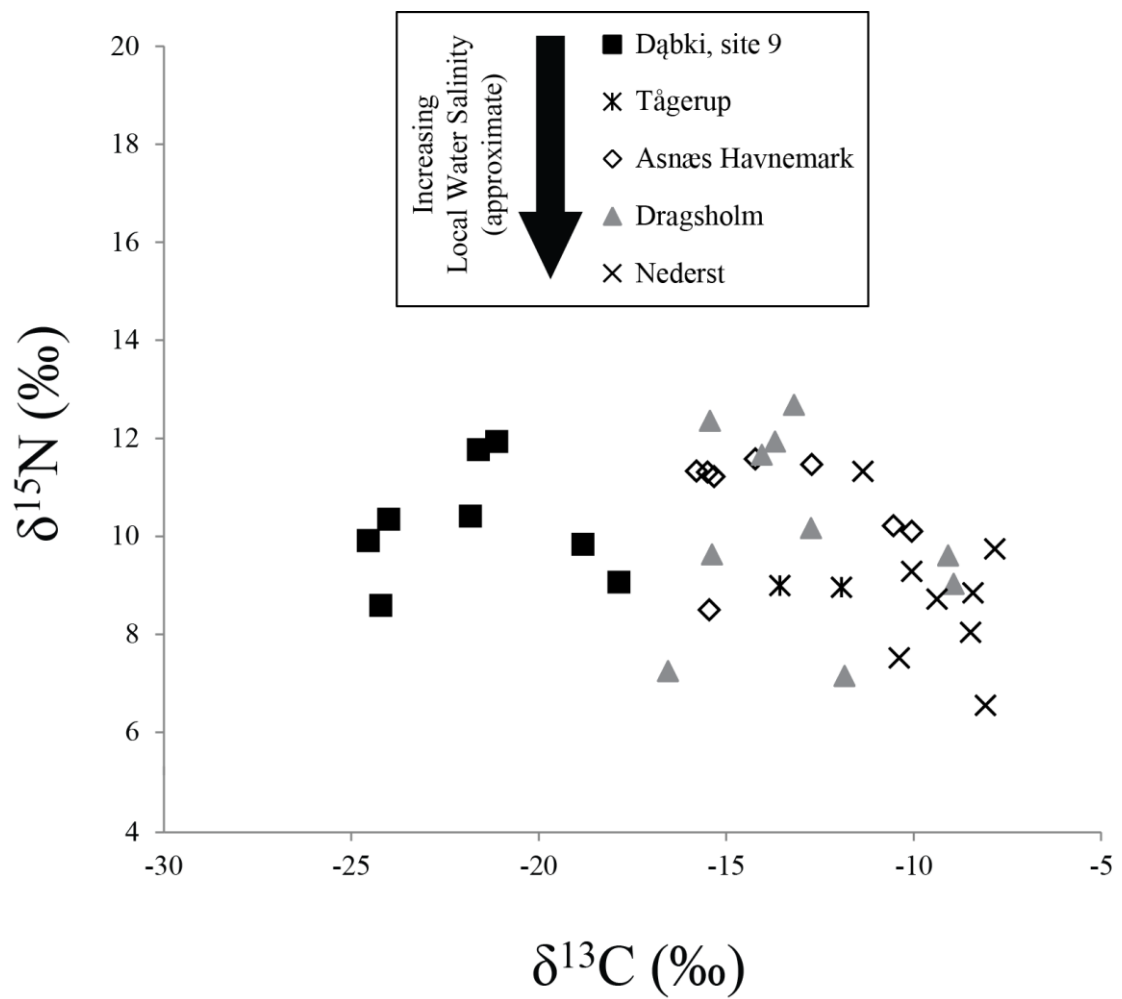 Increasing
Local Water Salinity
(approximate)
Dąbki, site 9
Tågerup
Asnæs Havnemark
Dragsholm
Nederst
δ15N (‰)
20
18
16
14
12
10
8
6
4
-30 -25 -20 -15 -10 -5
δ13C (‰)